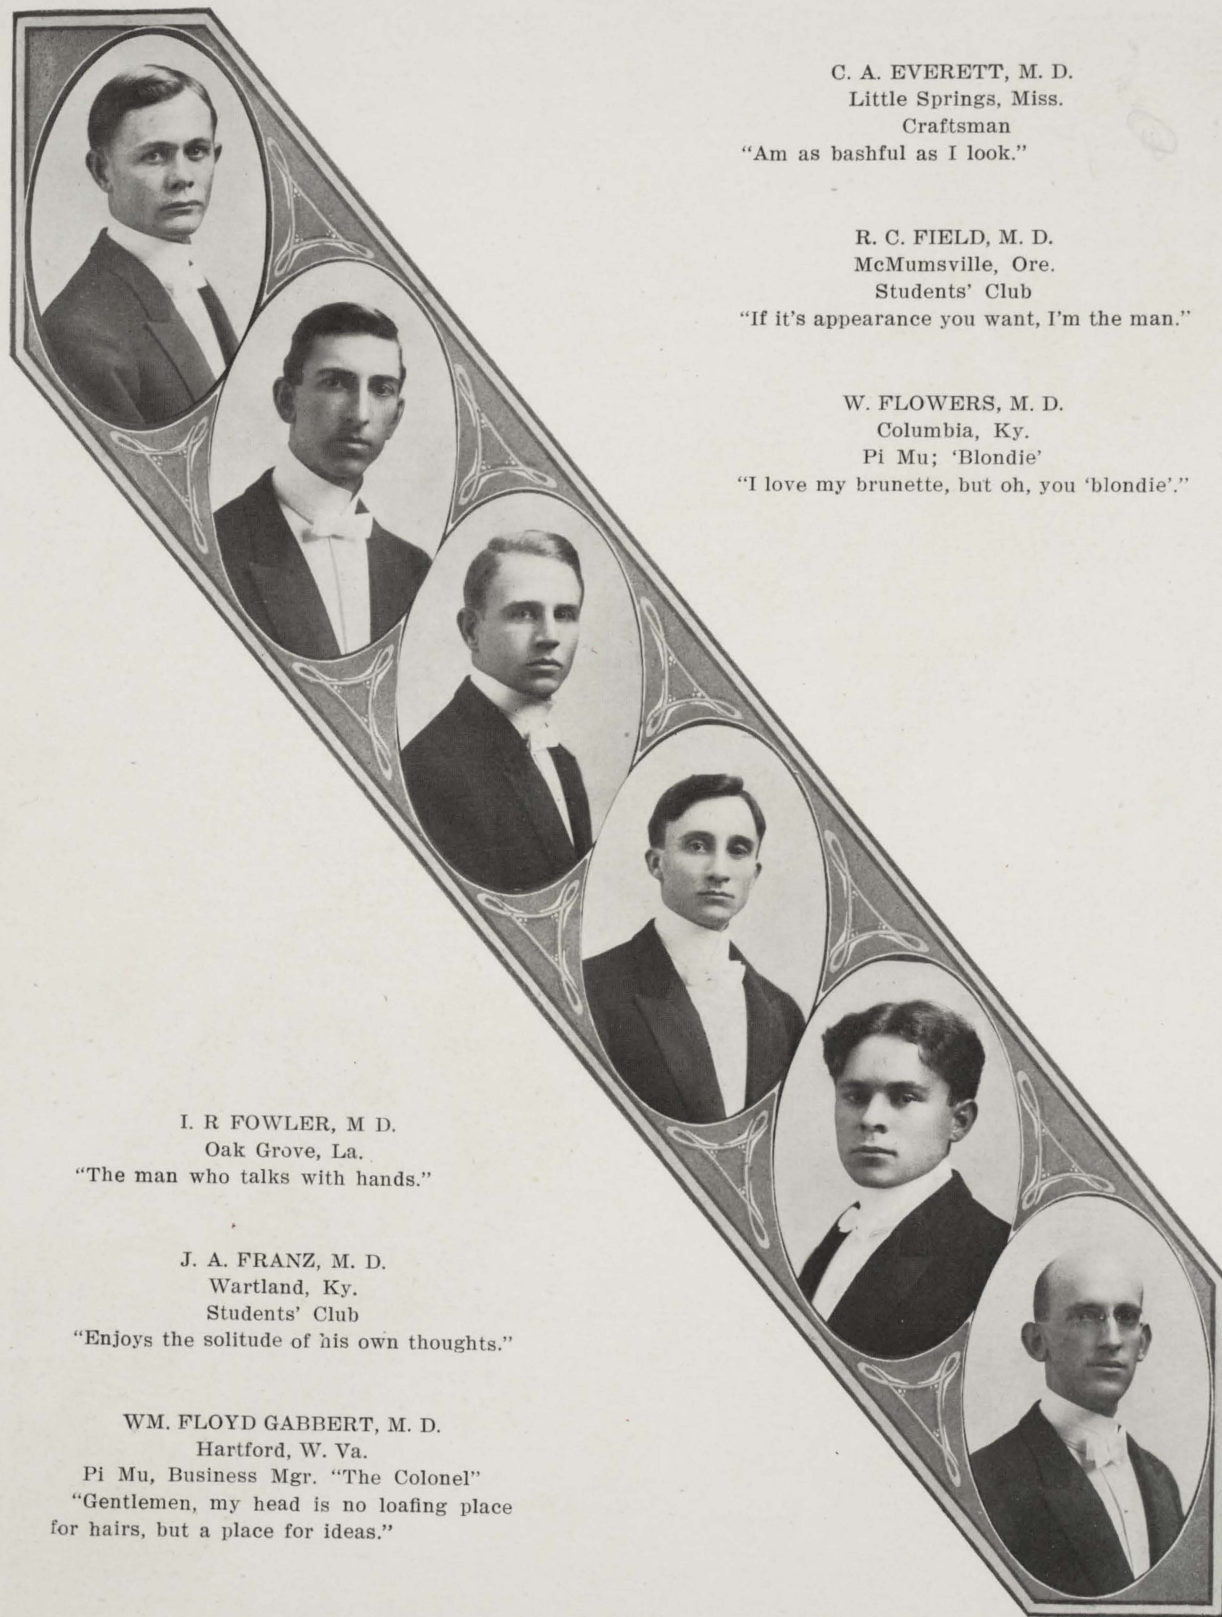 C. A. EVERETT, M. D.
Little Springs, Miss.
Craftsman
“Am as bashful as I look.”
R. C. FIELD, M. D.
McMumsville, Ore.
Students’ Club
“If it’s appearance you want, I’m the man.”
W. FLOWERS, M. D.
Columbia, Ky.
Pi Mu; ‘Blondie’
“I love my brunette, but oh, you ‘blondie’.”
I. R FOWLER, M D.
Oak Grove, La.
“The man who talks with hands.”
J. A. FRANZ, M. D.
Wartland, Ky.
Students’ Club
“Enjoys the solitude of his own thoughts.”
WM. FLOYD GABBERT, M. D.
Hartford, W. Va.
Pi Mu, Business Mgr. “The Colonel”
“Gentlemen, my head is no loafing place
for hairs, but a place for ideas.”